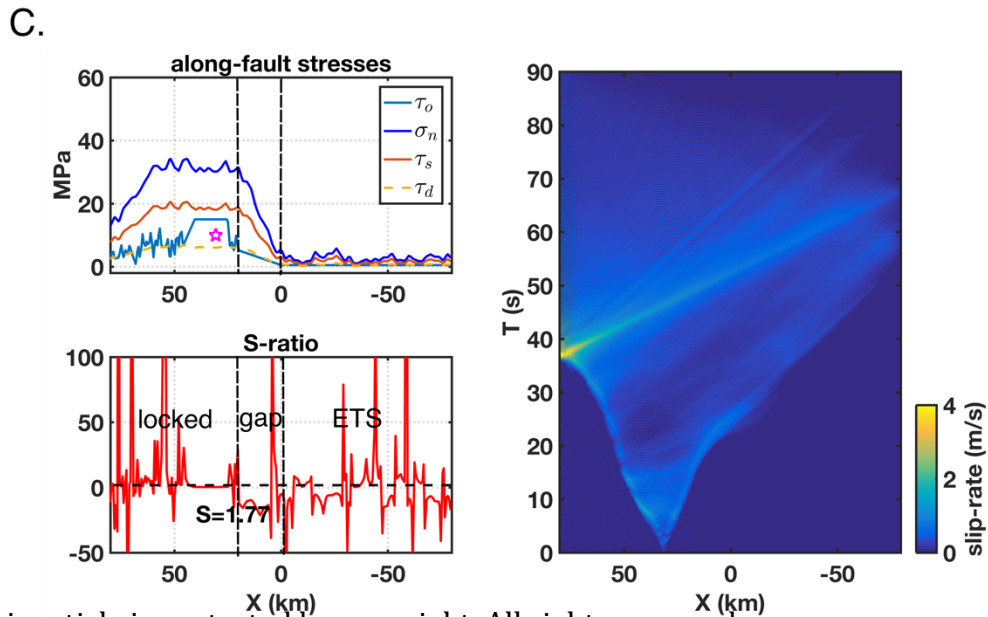 C.
along-fault stresses
60
40
20
0
MPa
τo
σn
τs
τd
50
0
-50
S-ratio
100
50
0
-50
locked
gap
ETS
S=1.77
50
0
-50
X (km)
90
80
70
60
50
40
30
20
10
0
T (s)
50
0
-50
X (km)
4
2
0
slip-rate (m/s)